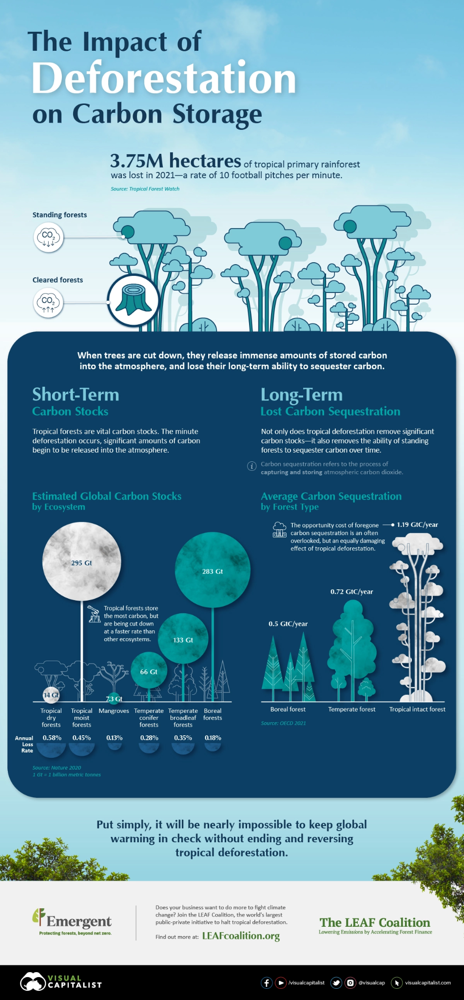 The Impact of
Deforestation
on Carbon Storage
3.75M hectares of tropical primary rainforest
was lost in 2021—a rate of 10 football pitches per minute.
Source: Tropical Forest Watch
Standing forests
CO2
Cleared forests
CO2
When trees are cut down, they release immense amounts of stored carbon
into the atmosphere, and lose their long-term ability to sequester carbon.
Short-Term
Carbon Stocks
Tropical forests are vital carbon stocks. The minute
deforestation occurs, significant amounts of carbon
begin to be released into the atmosphere.
Long-Term
Lost Carbon Sequestration
Not only does tropical deforestation remove significant
carbon stocks—it also removes the ability of standing
forests to sequester carbon over time.
i
Carbon sequestration refers to the process of
capturing and storing atmospheric carbon dioxide.
Estimated Global Carbon Stocks
by Ecosystem
295 Gt
283 Gt
Tropical forests store
the most carbon, but
are being cut down
at a faster rate than
other ecosystems.
133 Gt
66 Gt
14 Gt
7.3 Gt
Tropical
dry
forests
Tropical
moist
forests
Mangroves
Temperate
conifer
forests
Temperate
broadleaf
forests
Boreal
forests
Annual
Loss
Rate
0.58%
0.45%
0.13%
0.28%
0.35%
0.18%
Source: Nature 2020
1 Gt = 1 billion metric tonnes
Average Carbon Sequestration
by Forest Type
The opportunity cost of foregone
carbon sequestration is an often
overlooked, but an equally damaging
effect of tropical deforestation.
1.19 GtC/year
0.72 GtC/year
0.5 GtC/year
Boreal forest
Temperate forest
Tropical intact forest
Source: OECD 2021
Put simply, it will be nearly impossible to keep global
warming in check without ending and reversing
tropical deforestation.
Emergent
Protecting forests, beyond net zero.
Does your business want to do more to fight climate
change? Join the LEAF Coalition, the world's largest
public-private initiative to halt tropical deforestation.
Find out more at: LEAFcoalition.org
The LEAF Coalition
Lowering Emissions by Accelerating Forest Finance
VISUAL
CAPITALIST
/visualcapitalist
@visualcap
visualcapitalist.com